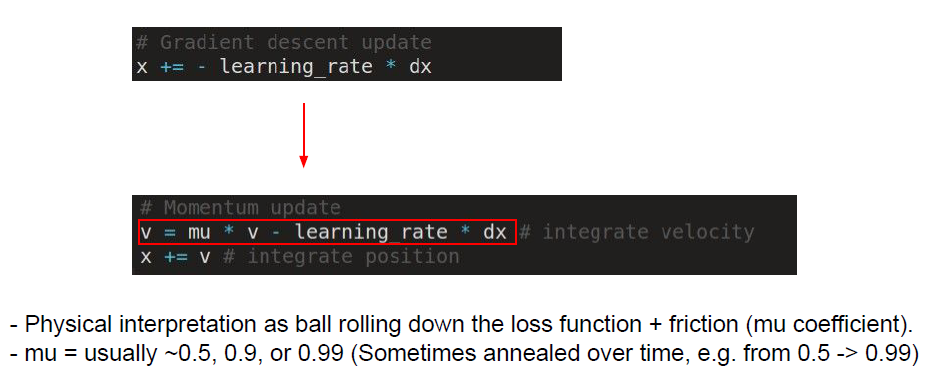 # Gradient descent update
x += - learning_rate * dx
# Momentum update
v = mu * v - learning_rate * dx # integrate velocity
x += v # integrate position
- Physical interpretation as ball rolling down the loss function + friction (mu coefficient).
- mu = usually ~0.5, 0.9, or 0.99 (Sometimes annealed over time, e.g. from 0.5 -> 0.99)